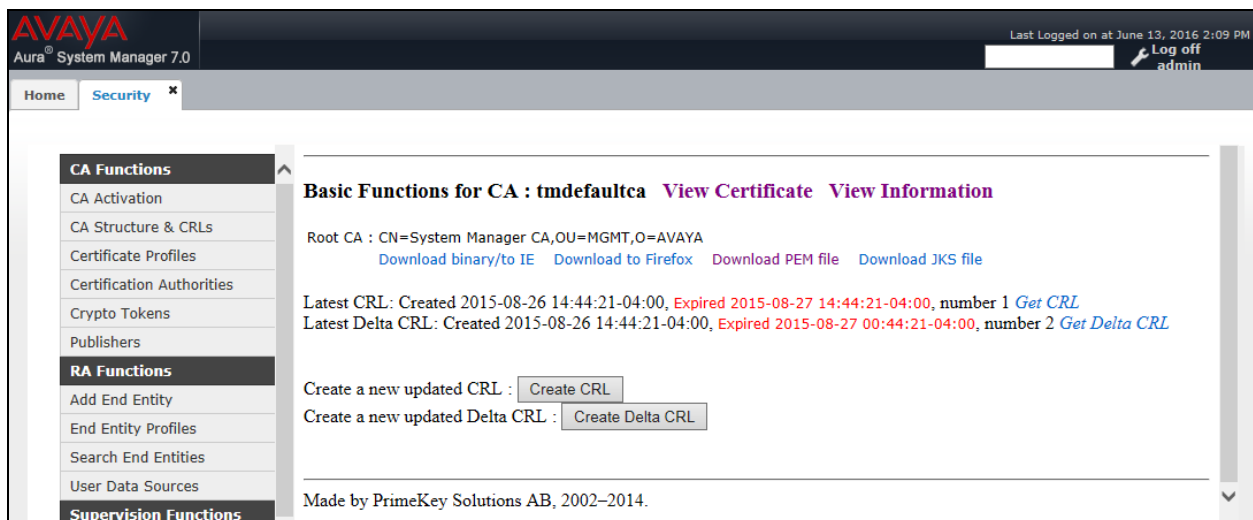 AVAYA
Aura® System Manager 7.0
Last Logged on at June 13, 2016 2:09 PM
Log off
admin
Home
Security ×
CA Functions
CA Activation
CA Structure & CRLs
Certificate Profiles
Certification Authorities
Crypto Tokens
Publishers
RA Functions
Add End Entity
End Entity Profiles
Search End Entities
User Data Sources
Supervision Functions
Basic Functions for CA : tmdefaultca View Certificate View Information
Root CA : CN=System Manager CA,OU=MGMT,O=AVAYA
Download binary/to IE Download to Firefox Download PEM file Download JKS file
Latest CRL: Created 2015-08-26 14:44:21-04:00, Expired 2015-08-27 14:44:21-04:00, number 1 Get CRL
Latest Delta CRL: Created 2015-08-26 14:44:21-04:00, Expired 2015-08-27 00:44:21-04:00, number 2 Get Delta CRL
Create a new updated CRL : Create CRL
Create a new updated Delta CRL : Create Delta CRL
Made by PrimeKey Solutions AB, 2002–2014.